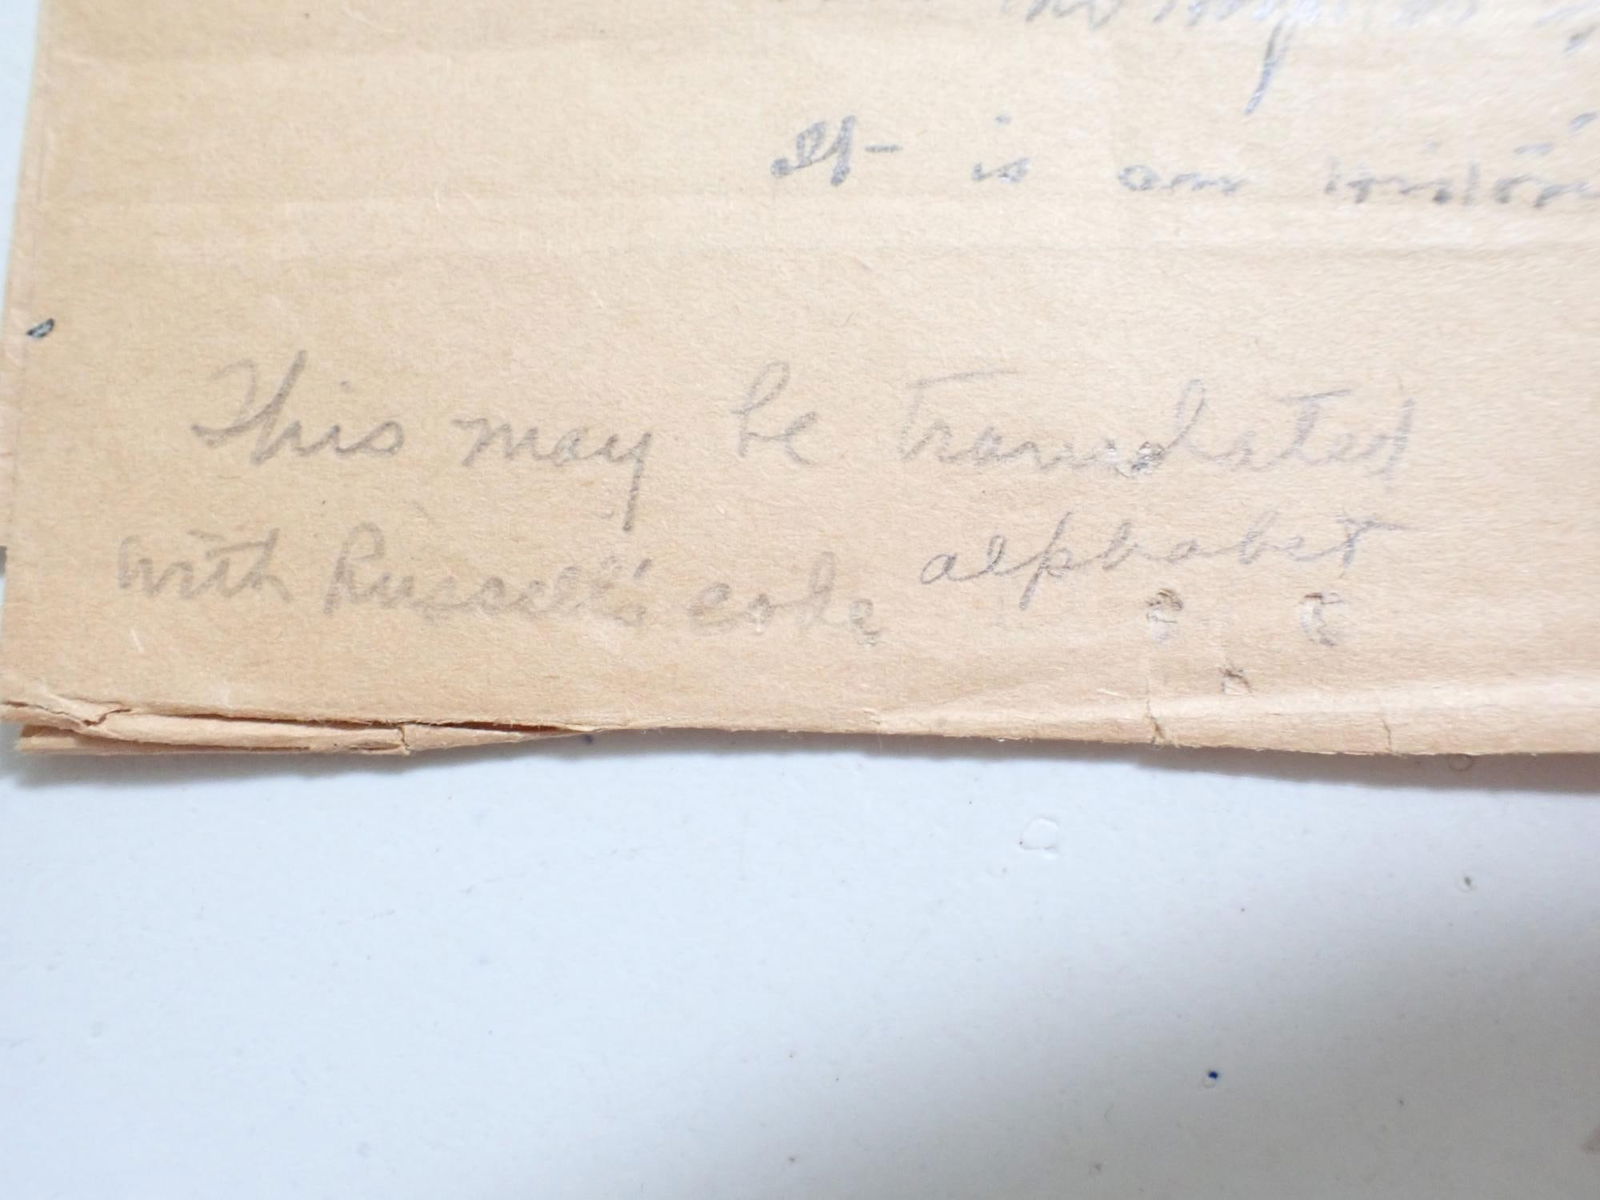 It is an
This may be translated
with Russell's code alphabet